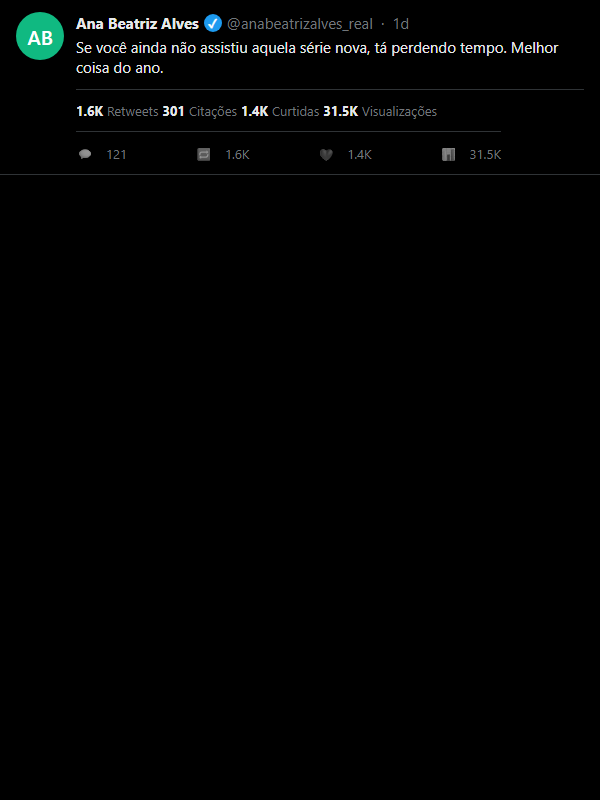 AB
Ana Beatriz Alves @anabeatrizalves_real · 1d
Se você ainda não assistiu aquela série nova, tá perdendo tempo. Melhor
coisa do ano.
1.6K Retweets 301 Citações 1.4K Curtidas 31.5K Visualizações
121 1.6K 1.4K 31.5K